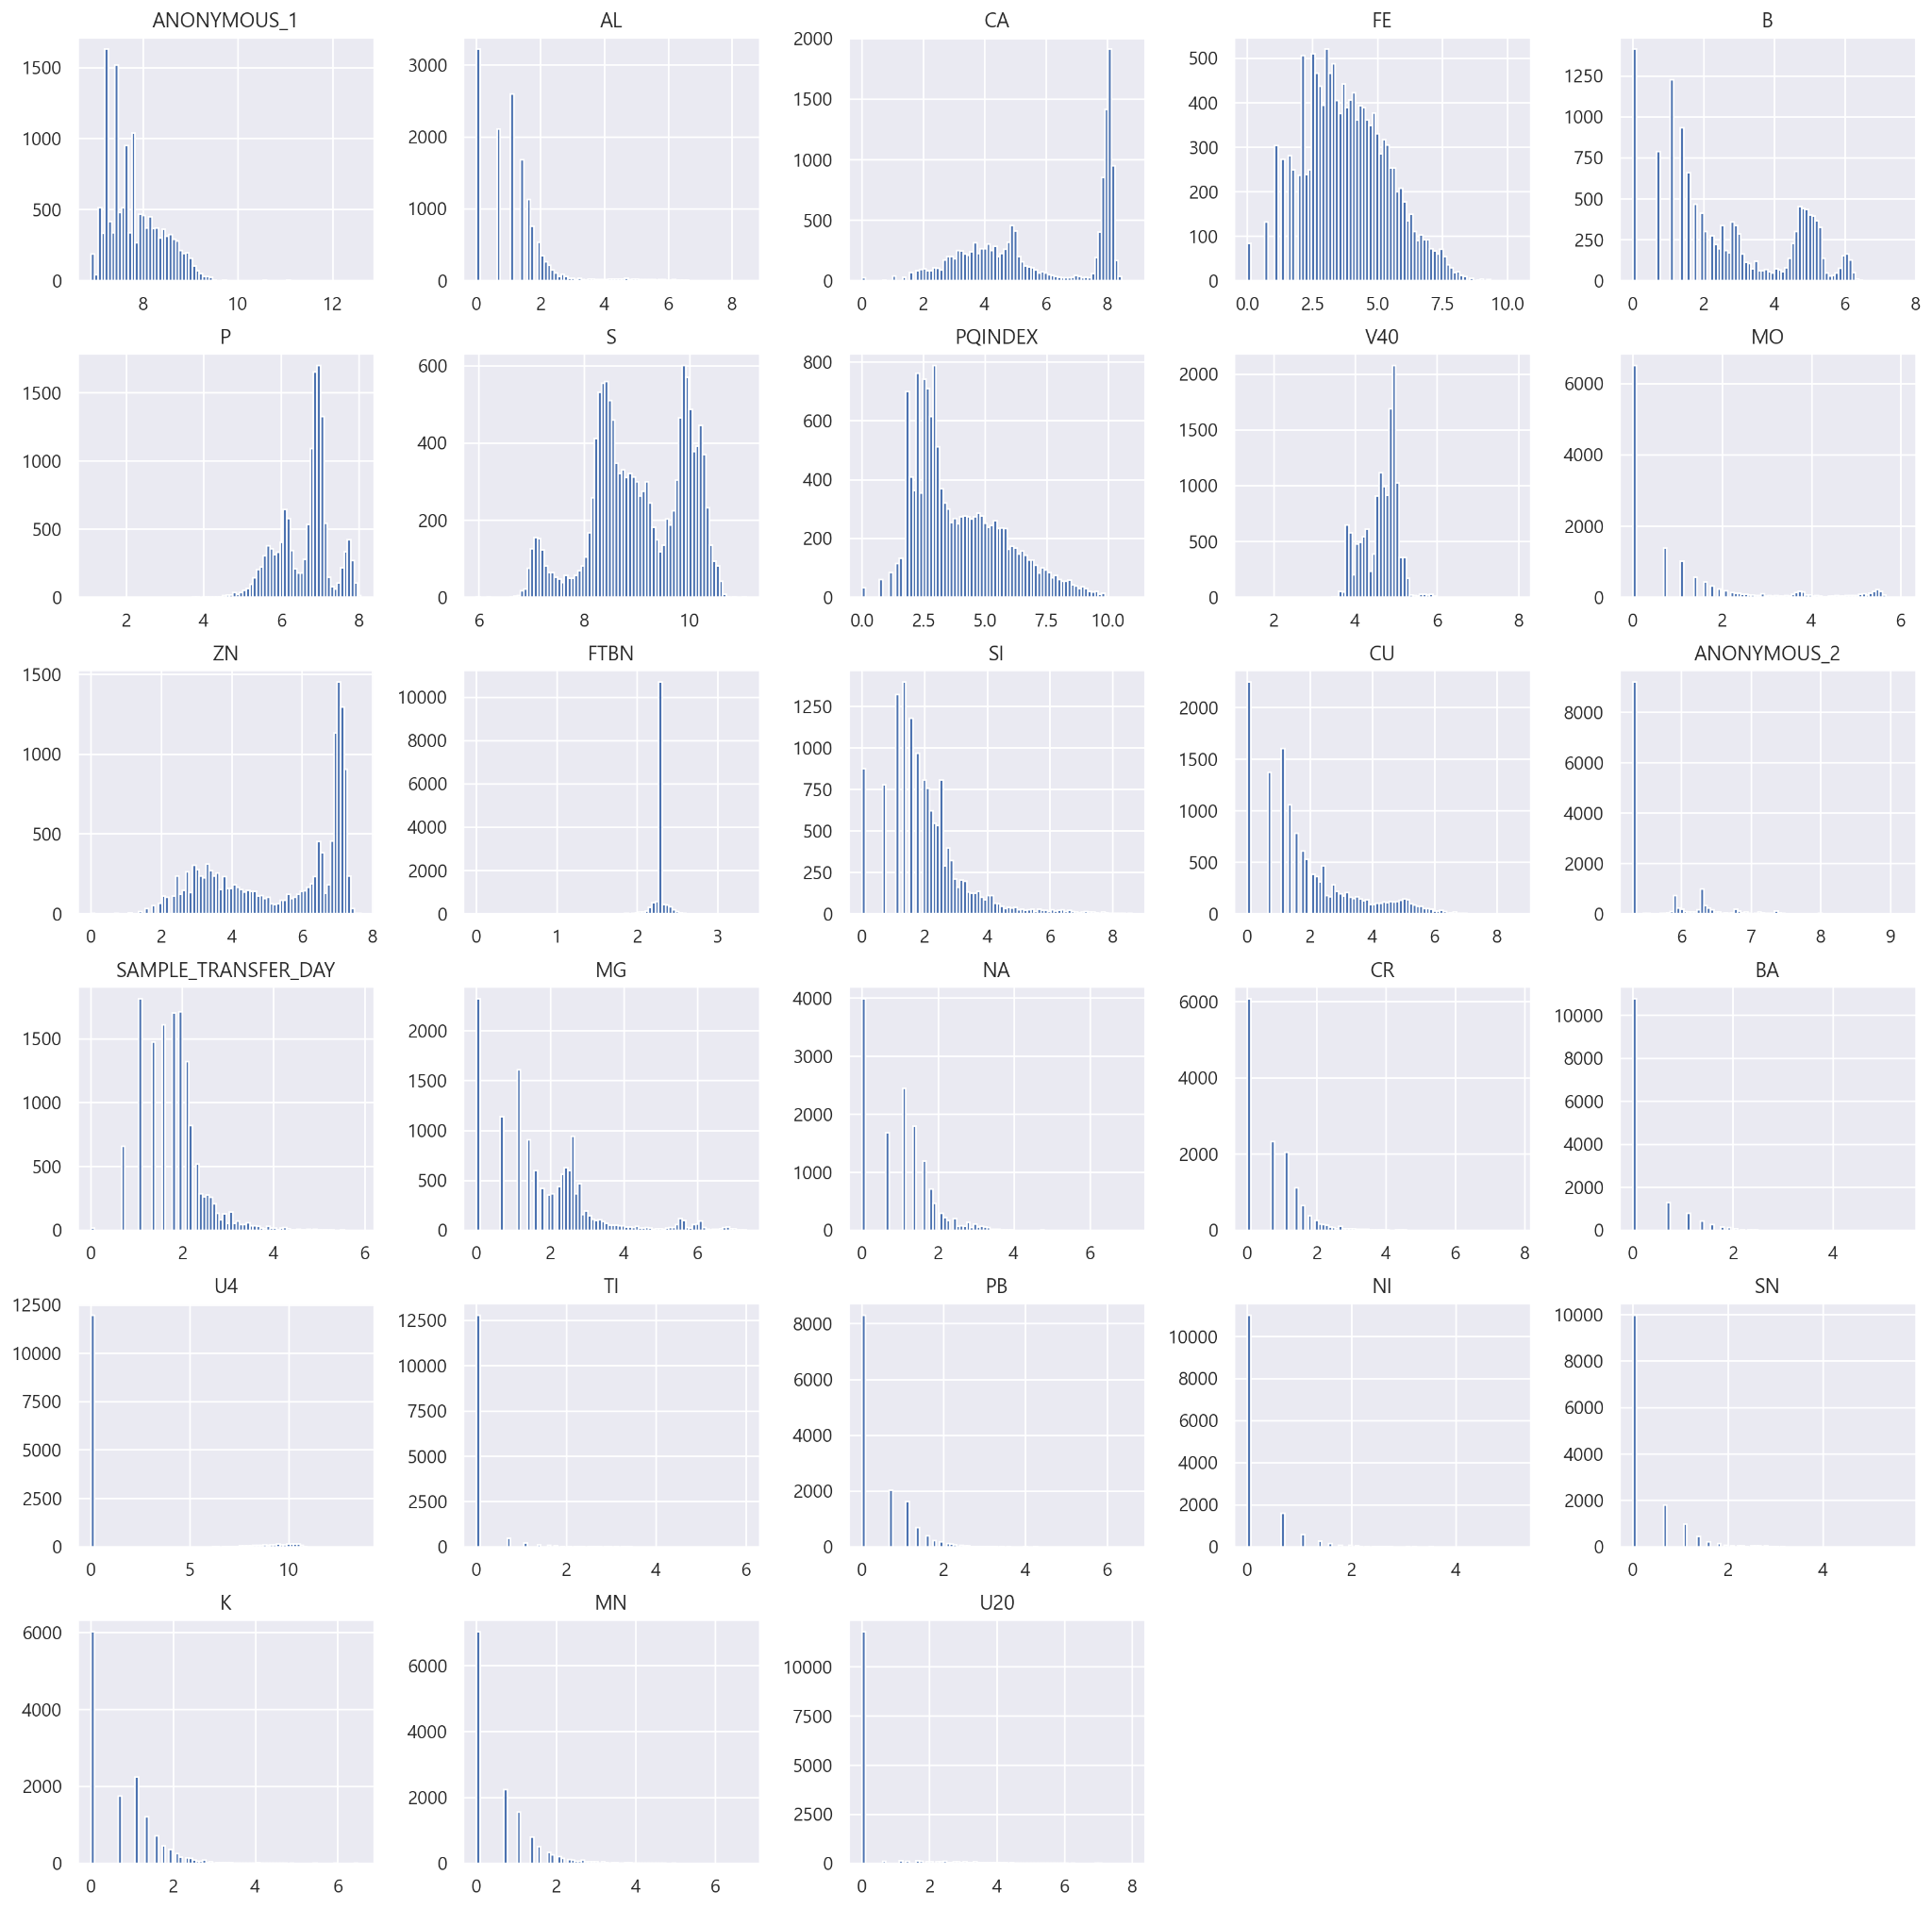 ANONYMOUS_1 AL CA FE B
1500 1000 500 0
8 10 12
3000 2000 1000 0
0 2 4 6 8
2000 1500 1000 500 0
0 2 4 6 8
500 400 300 200 100 0
0.0 2.5 5.0 7.5 10.0
1250 1000 750 500 250 0
0 2 4 6 8
P S PQINDEX V40 MO
1500 1000 500 0
2 4 6 8
600 400 200 0
6 8 10
800 600 400 200 0
0.0 2.5 5.0 7.5 10.0
2000 1500 1000 500 0
2 4 6 8
6000 4000 2000 0
0 2 4 6
ZN FTBN SI CU ANONYMOUS_2
1500 1000 500 0
0 2 4 6 8
10000 8000 6000 4000 2000 0
0 1 2 3
1250 1000 750 500 250 0
0 2 4 6 8
2000 1500 1000 500 0
0 2 4 6 8
8000 6000 4000 2000 0
6 7 8 9
SAMPLE_TRANSFER_DAY MG NA CR BA
1500 1000 500 0
0 2 4 6
2000 1500 1000 500 0
0 2 4 6
4000 3000 2000 1000 0
0 2 4 6
6000 4000 2000 0
0 2 4 6 8
10000 8000 6000 4000 2000 0
0 2 4
U4 TI PB NI SN
12500 10000 7500 5000 2500 0
0 5 10
12500 10000 7500 5000 2500 0
0 2 4 6
8000 6000 4000 2000 0
0 2 4 6
10000 8000 6000 4000 2000 0
0 2 4
10000 8000 6000 4000 2000 0
0 2 4
K MN U20
6000 4000 2000 0
0 2 4 6
6000 4000 2000 0
0 2 4 6
10000 7500 5000 2500 0
0 2 4 6 8